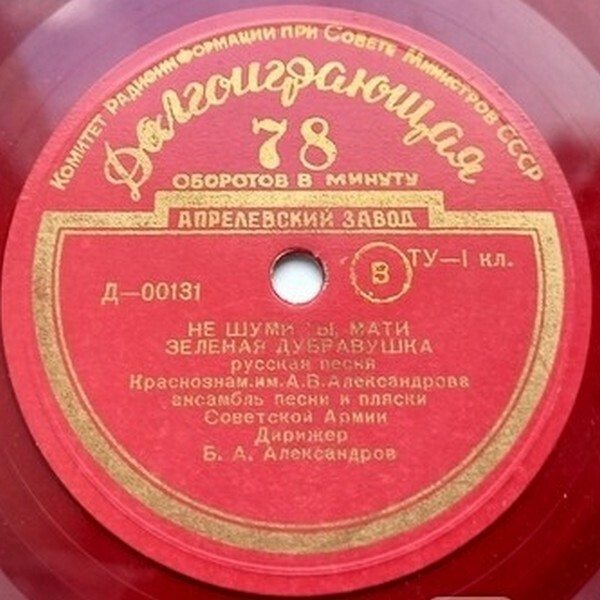 Комитет Радиоинформации при Совете Министров СССР
Долгоиграющая
78
ОБОРОТОВ В МИНУТУ
АПРЕЛЕВСКИЙ ЗАВОД
В
ТУ—I кл.
Д—00131
НЕ ШУМИ ТЫ, МАТИ
ЗЕЛЕНАЯ ДУБРАВУШКА
русская песня
Краснознам.им.А.В.Александрова
ансамбль песни и пляски
Советской Армии
Дирижер
Б. А. Александров